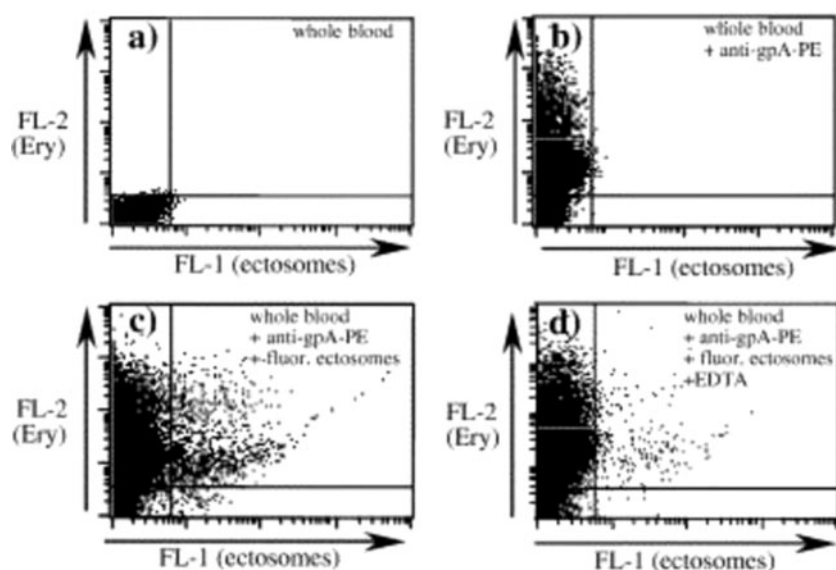 a)
whole blood
FL-2
(Ery)
FL-1 (ectosomes)
b)
whole blood
+ anti-gpA-PE
FL-2
(Ery)
FL-1 (ectosomes)
c)
whole blood
+ anti-gpA-PE
+ fluor. ectosomes
FL-2
(Ery)
FL-1 (ectosomes)
d)
whole blood
+ anti-gpA-PE
+ fluor. ectosomes
+EDTA
FL-2
(Ery)
FL-1 (ectosomes)